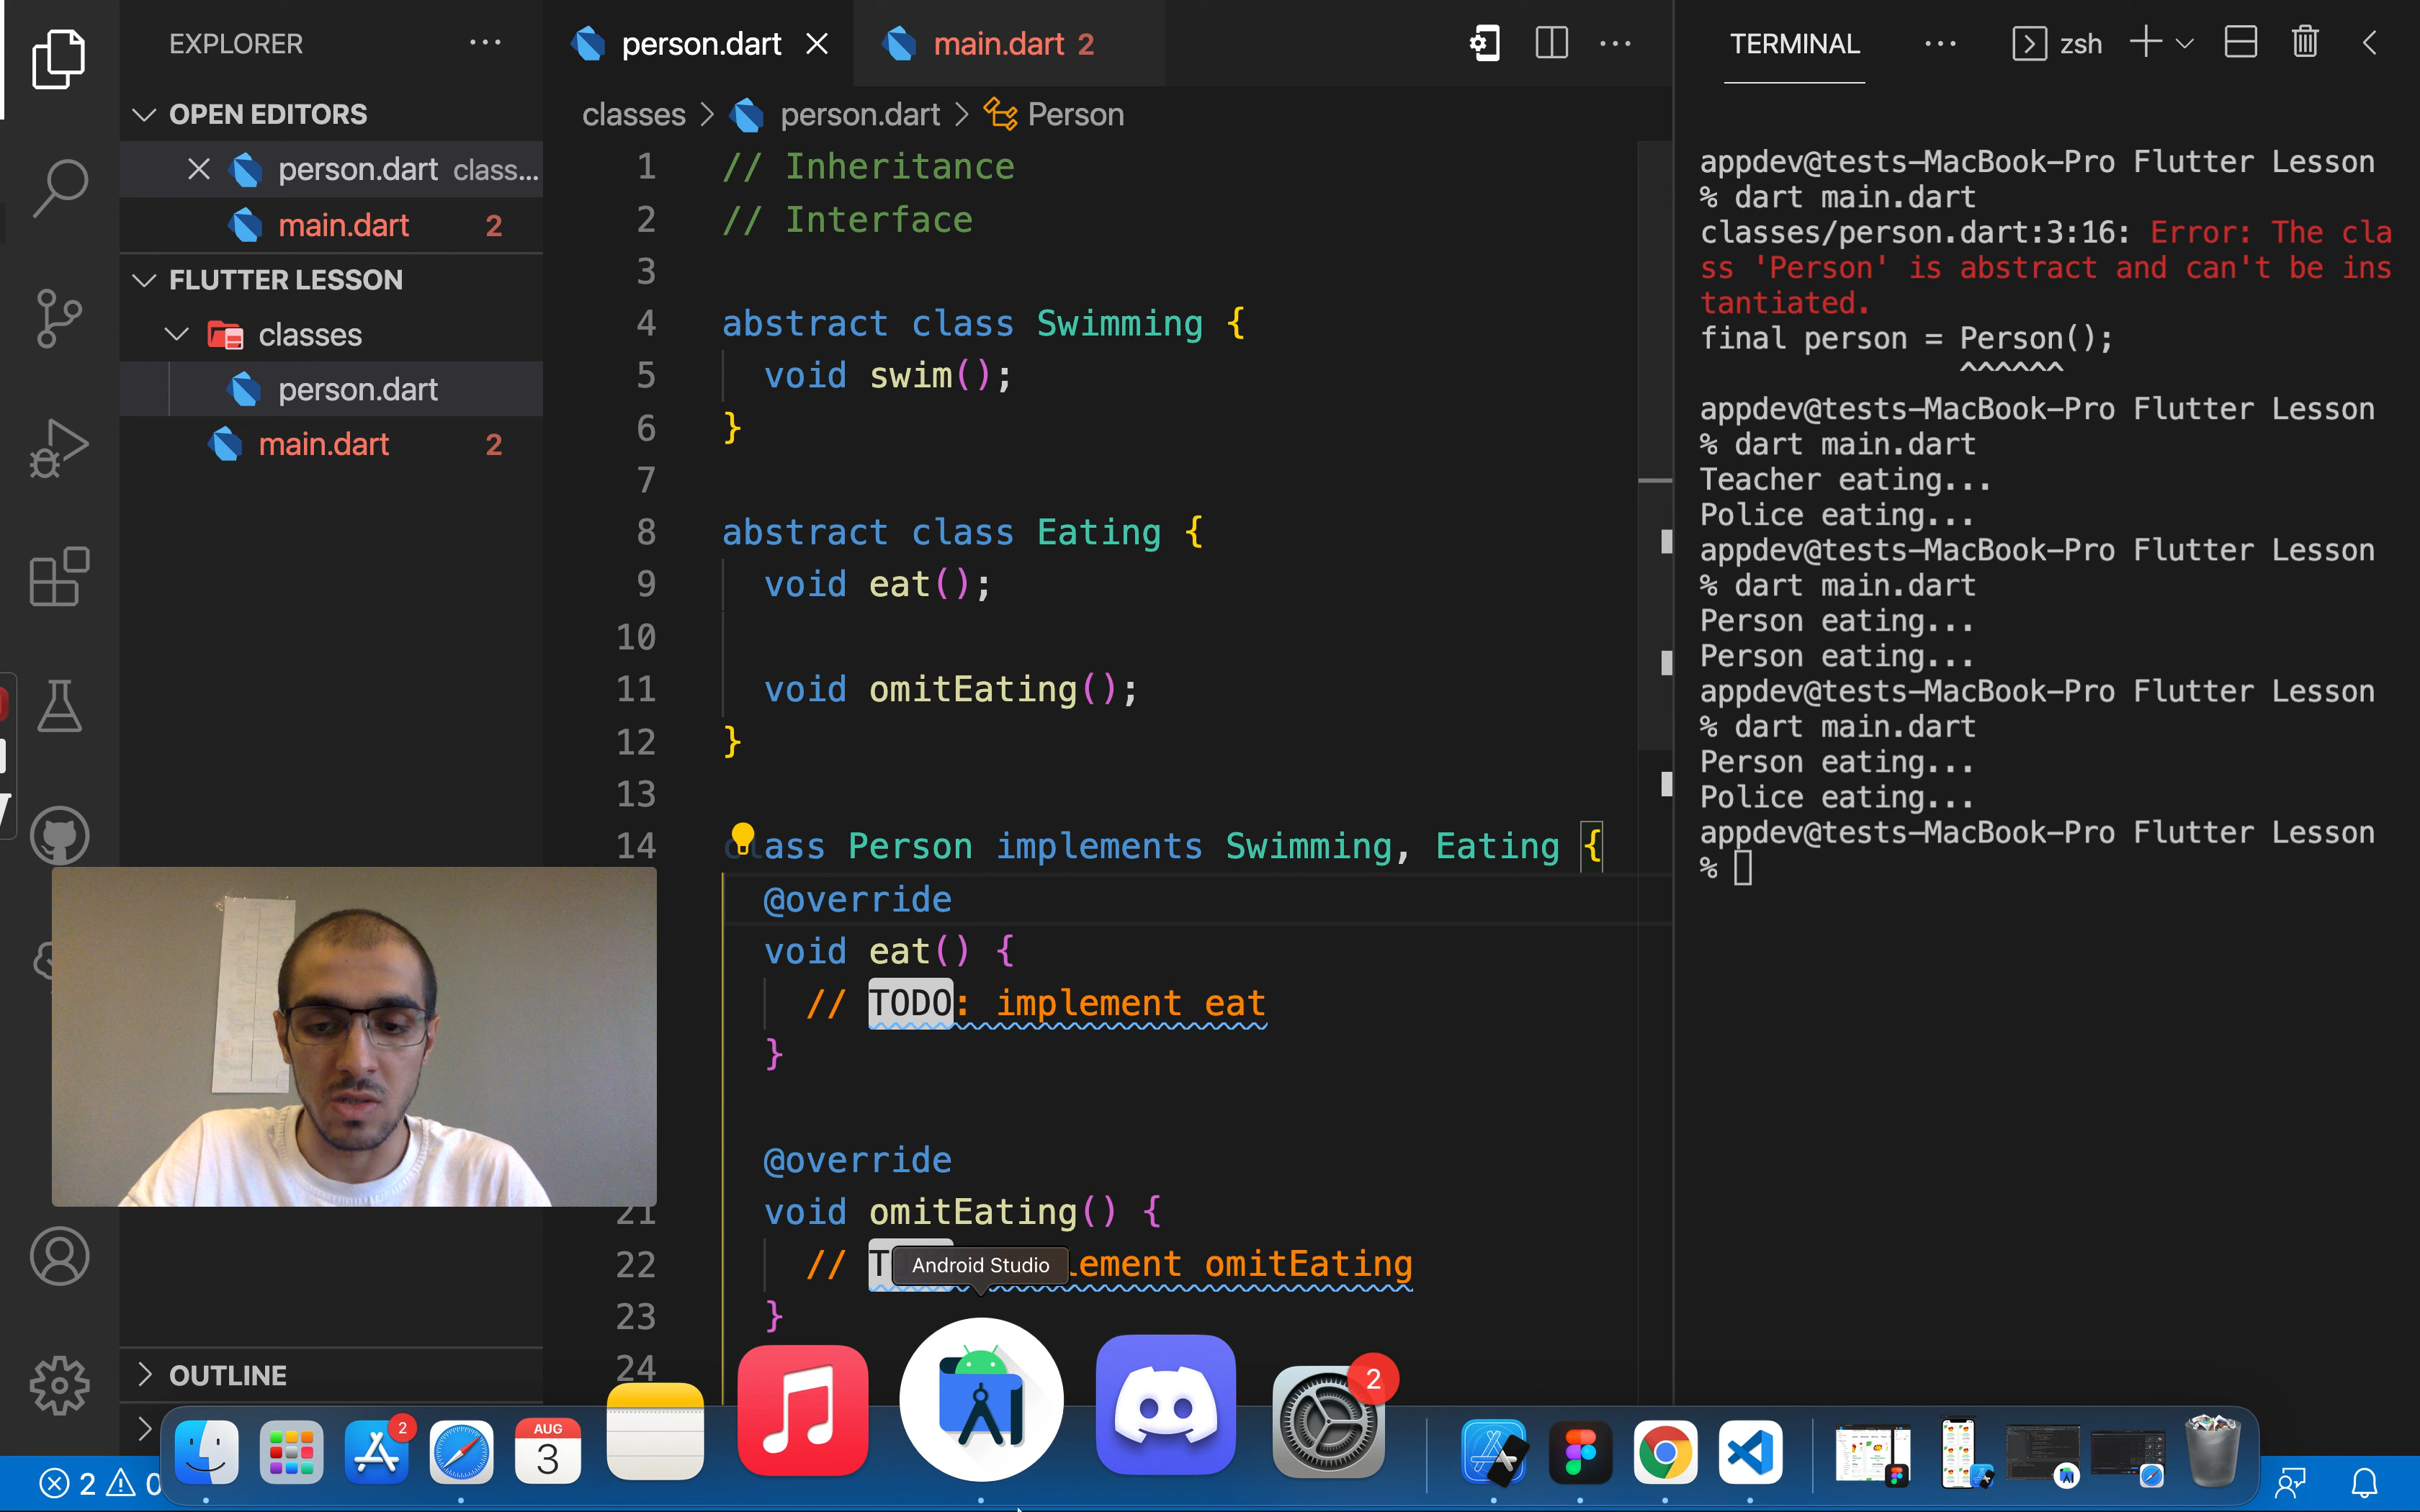 EXPLORER
OPEN EDITORS
person.dart class...
main.dart 2
FLUTTER LESSON
classes
person.dart
main.dart 2
OUTLINE
person.dart
main.dart 2
classes > person.dart > Person
1 // Inheritance
2 // Interface
3
4 abstract class Swimming {
5 void swim();
6 }
7
8 abstract class Eating {
9 void eat();
10
11 void omitEating();
12 }
13
14 class Person implements Swimming, Eating {
@override
void eat() {
// TODO: implement eat
}
@override
21 void omitEating() {
22 // T lement omitEating
23 }
24
Android Studio
TERMINAL
zsh
appdev@tests-MacBook-Pro Flutter Lesson
% dart main.dart
classes/person.dart:3:16: Error: The cla
ss 'Person' is abstract and can't be ins
tantiated.
final person = Person();
^^^^^^
appdev@tests-MacBook-Pro Flutter Lesson
% dart main.dart
Teacher eating...
Police eating...
appdev@tests-MacBook-Pro Flutter Lesson
% dart main.dart
Person eating...
Person eating...
appdev@tests-MacBook-Pro Flutter Lesson
% dart main.dart
Person eating...
Police eating...
appdev@tests-MacBook-Pro Flutter Lesson
%
2
AUG
3
2
2 0